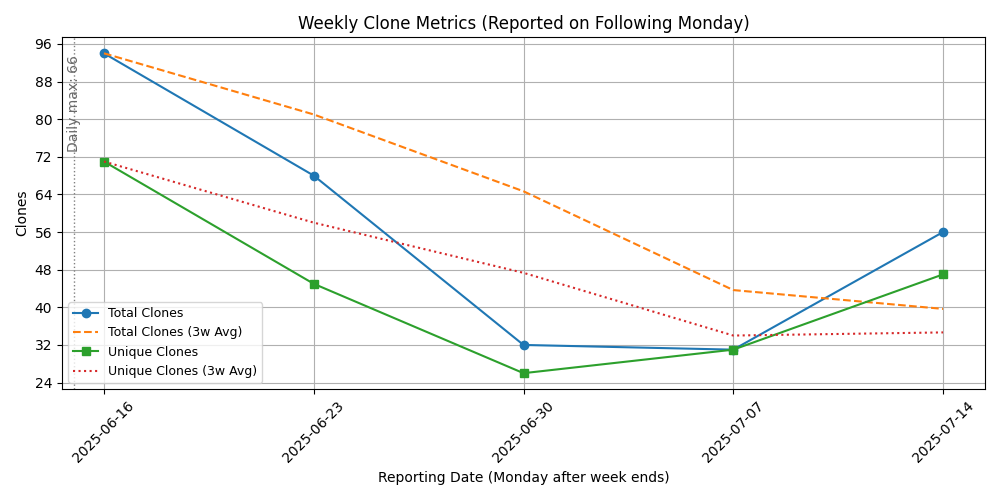 Weekly Clone Metrics (Reported on Following Monday)
96
88
80
72
64
56
48
40
32
24
Clones
Daily max: 66
Total Clones
Total Clones (3w Avg)
Unique Clones
Unique Clones (3w Avg)
2025-06-16
2025-06-23
2025-06-30
2025-07-07
2025-07-14
Reporting Date (Monday after week ends)